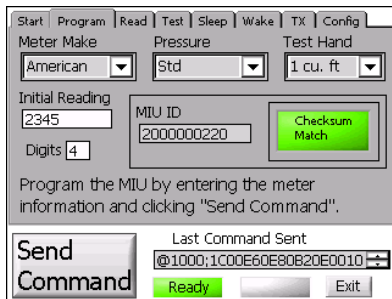 Start Program Read Test Sleep Wake TX Config
Meter Make Pressure Test Hand
American Std 1 cu. ft
Initial Reading
2345
MIU ID
2000000220
Checksum
Match
Digits 4
Program the MIU by entering the meter
information and clicking "Send Command".
Send
Command
Last Command Sent
@1000;1C00E60E80B20E0010
Ready Exit